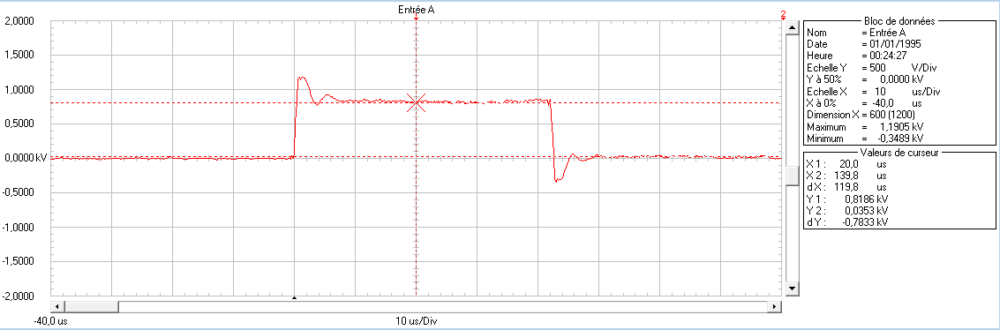 Entrée A
2
2,0000
1,5000
1,0000
0,5000
0,0000 kV
-0,5000
-1,0000
-1,5000
-2,0000
-40,0 us
10 us/Div
Bloc de données
Nom = Entrée A
Date = 01/01/1995
Heure = 00:24:27
Echelle Y = 500 V/Div
Y à 50% = 0,0000 kV
Echelle X = 10 us/Div
X à 0% = -40,0 us
Dimension X = 600 (1200)
Maximum = 1,1905 kV
Minimum = -0,3489 kV
Valeurs de curseur
X 1 : 20,0 us
X 2 : 139,8 us
d X : 119,8 us
Y 1 : 0,8186 kV
Y 2 : 0,0353 kV
d Y : -0,7833 kV